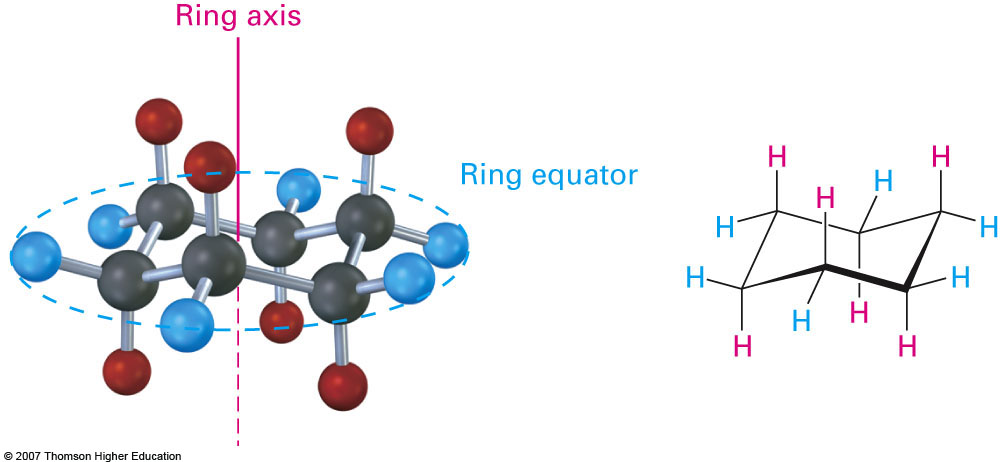 Ring axis
Ring equator
H H
H
H
H H
H H
H H
H H
© 2007 Thomson Higher Education